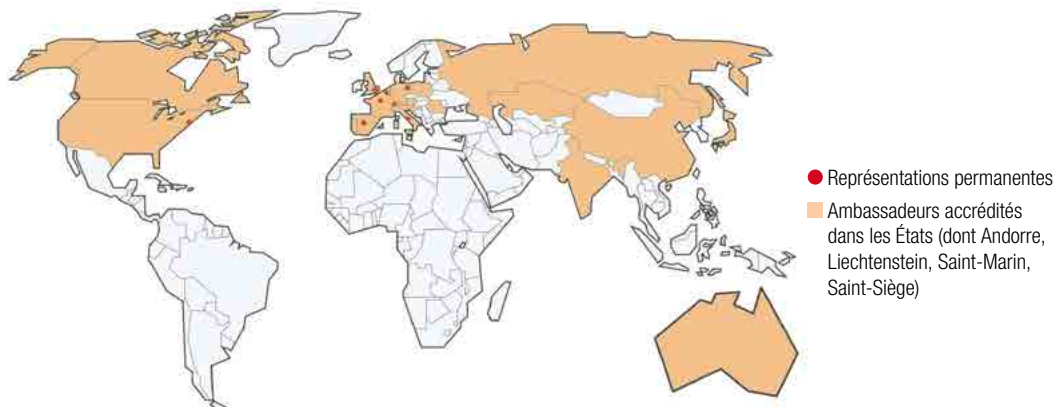 Représentations permanentes
Ambassadeurs accrédités
dans les États (dont Andorre,
Liechtenstein, Saint-Marin,
Saint-Siège)